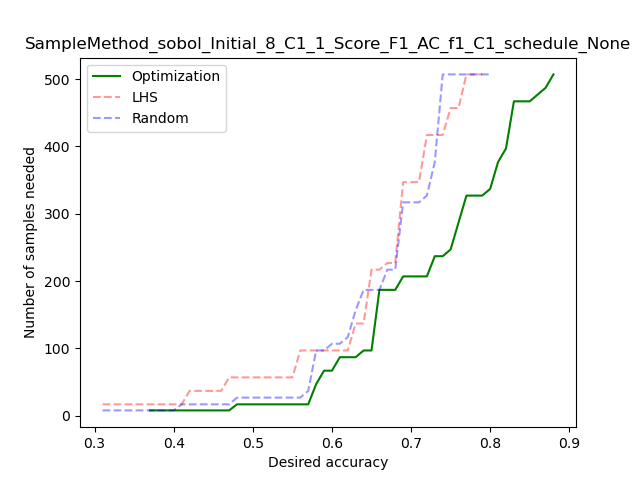 SampleMethod_sobol_Initial_8_C1_1_Score_F1_AC_f1_C1_schedule_None
Optimization
LHS
Random
Number of samples needed
500
400
300
200
100
0
0.3 0.4 0.5 0.6 0.7 0.8 0.9
Desired accuracy